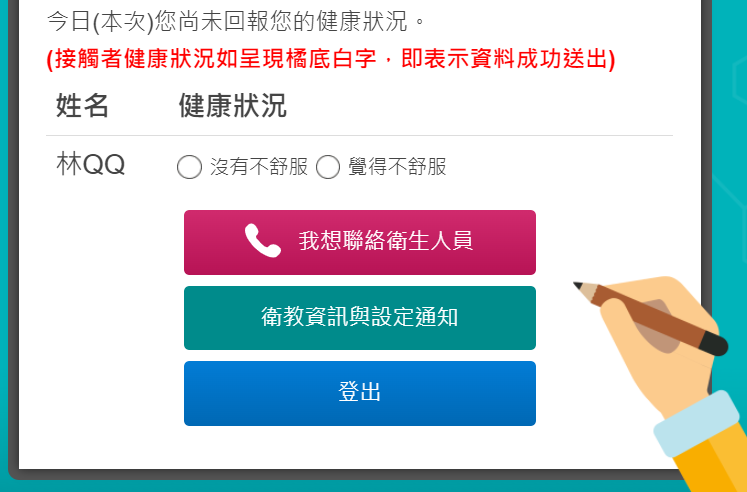 今日(本次)您尚未回報您的健康狀況。
(接觸者健康狀況如呈現橘底白字，即表示資料成功送出)
姓名 健康狀況
林QQ 沒有不舒服 覺得不舒服
我想聯絡衛生人員
衛教資訊與設定通知
登出